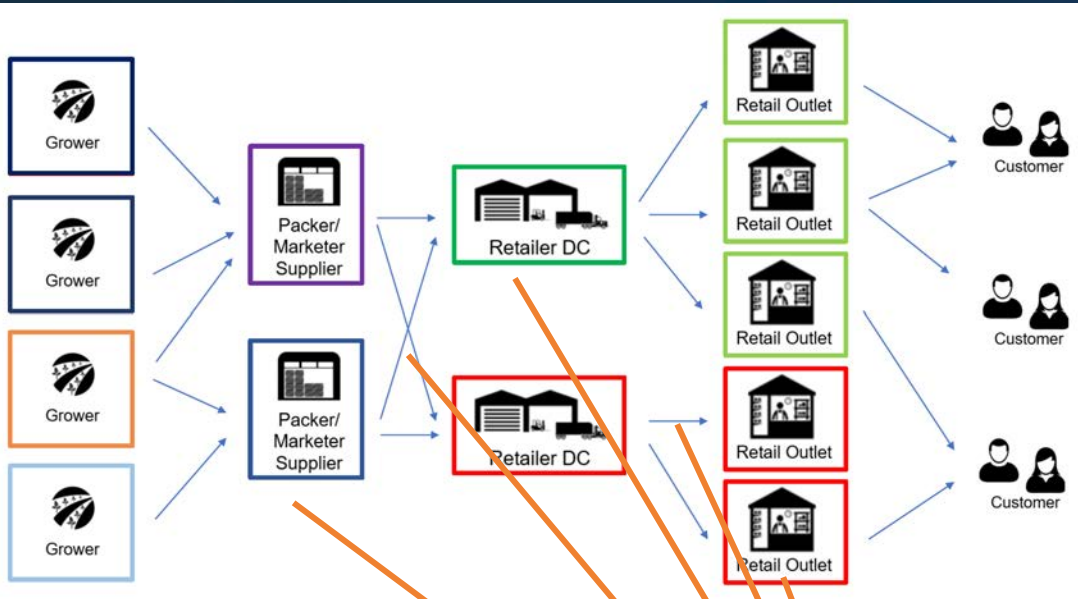 Grower
Grower
Grower
Grower
Packer/
Marketer
Supplier
Packer/
Marketer
Supplier
Retailer DC
Retailer DC
Retail Outlet
Retail Outlet
Retail Outlet
Retail Outlet
Retail Outlet
Customer
Customer
Customer